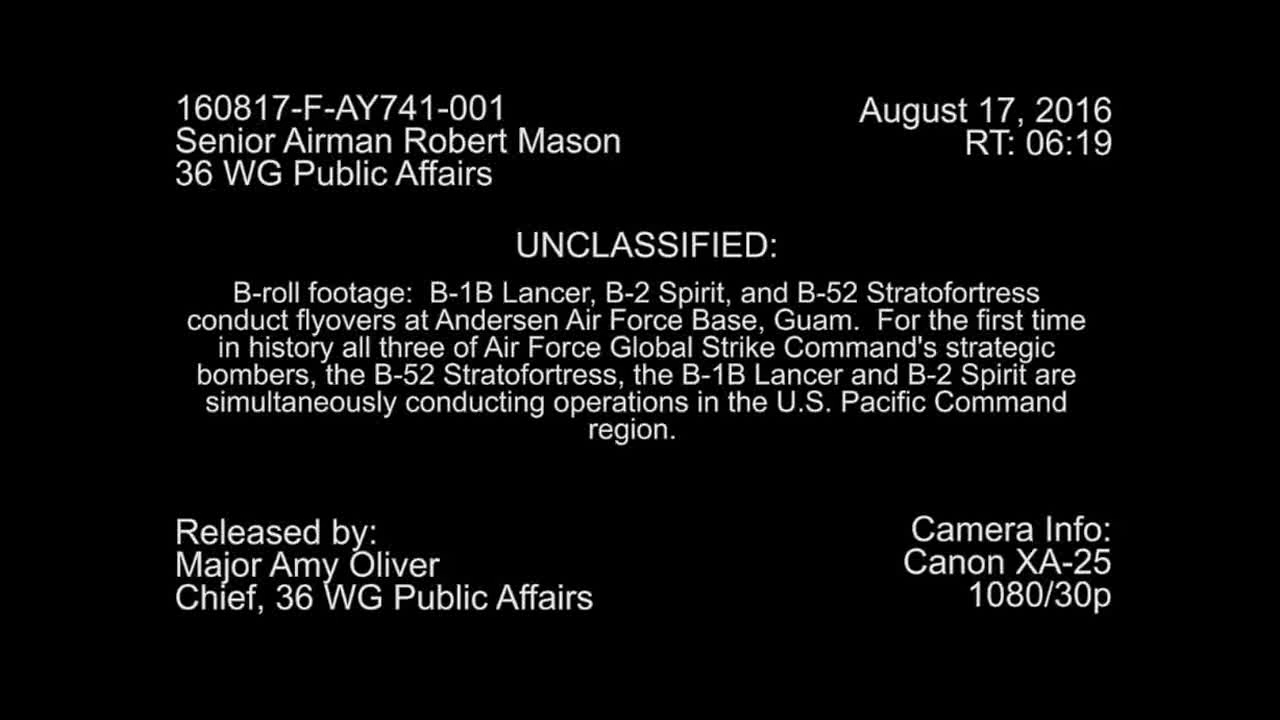 160817-F-AY741-001
Senior Airman Robert Mason
36 WG Public Affairs
August 17, 2016
RT: 06:19
UNCLASSIFIED:
B-roll footage:  B-1B Lancer, B-2 Spirit, and B-52 Stratofortress
conduct flyovers at Andersen Air Force Base, Guam.  For the first time
in history all three of Air Force Global Strike Command's strategic
bombers, the B-52 Stratofortress, the B-1B Lancer and B-2 Spirit are
simultaneously conducting operations in the U.S. Pacific Command
region.
Released by:
Major Amy Oliver
Chief, 36 WG Public Affairs
Camera Info:
Canon XA-25
1080/30p